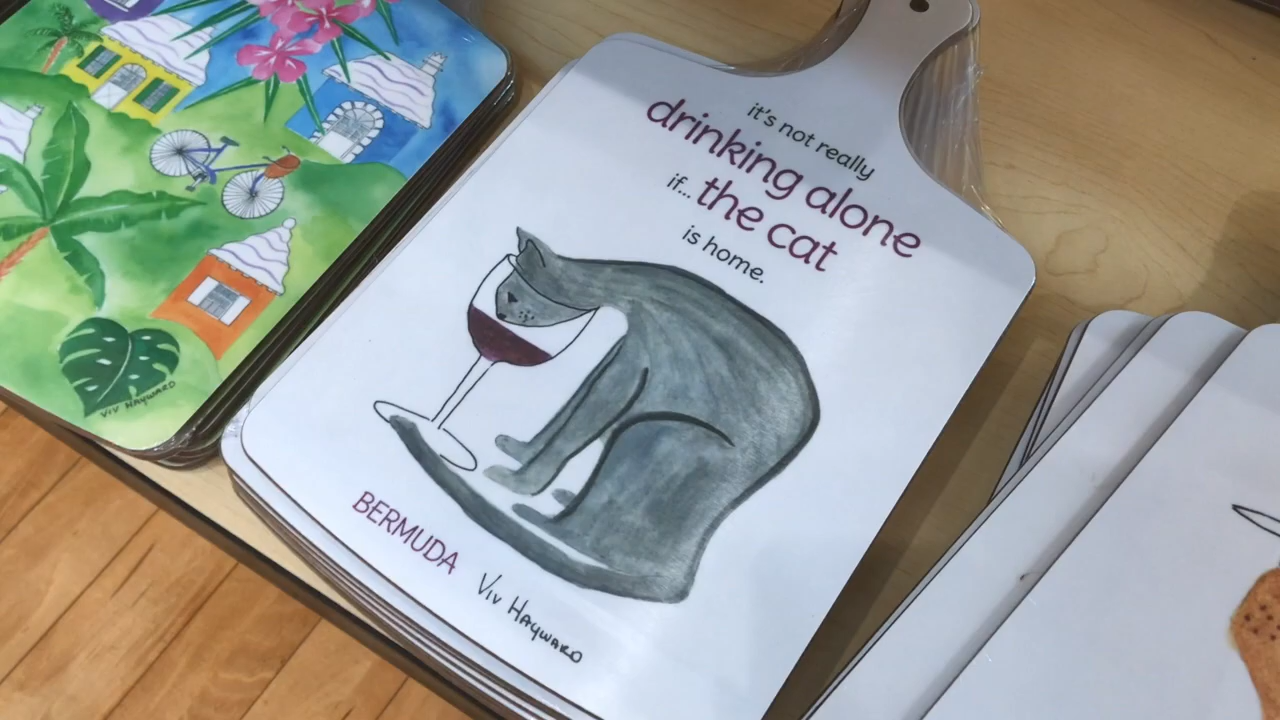 it's not really
drinking alone
if... the cat
is home.
BERMUDA
Viv Hayward
Viv Hayward